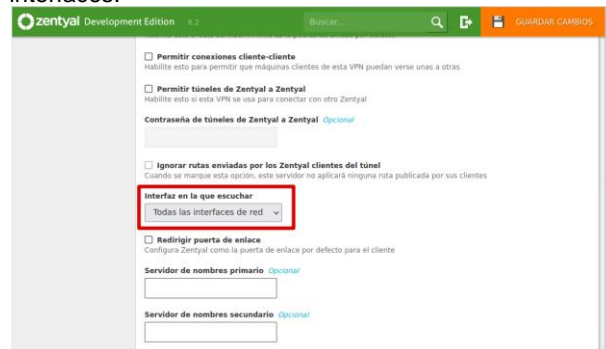 interfaces.
zentyal Development Edition 6.2 Buscar... GUARDAR CAMBIOS
Permitir conexiones cliente-cliente
Habilite esto para permitir que máquinas clientes de esta VPN puedan verse unas a otras
Permitir túneles de Zentyal a Zentyal
Habilite esto si esta VPN se usa para conectar con otro Zentyal
Contraseña de túneles de Zentyal a Zentyal Opcional
Ignorar rutas enviadas por los Zentyal clientes del túnel
Cuando se marque esta opción, este servidor no aplicará ninguna ruta publicada por sus clientes
Interfaz en la que escuchar
Todas las interfaces de red
Redirigir puerta de enlace
Configura Zentyal como la puerta de enlace por defecto para el cliente
Servidor de nombres primario Opcional
Servidor de nombres secundario Opcional